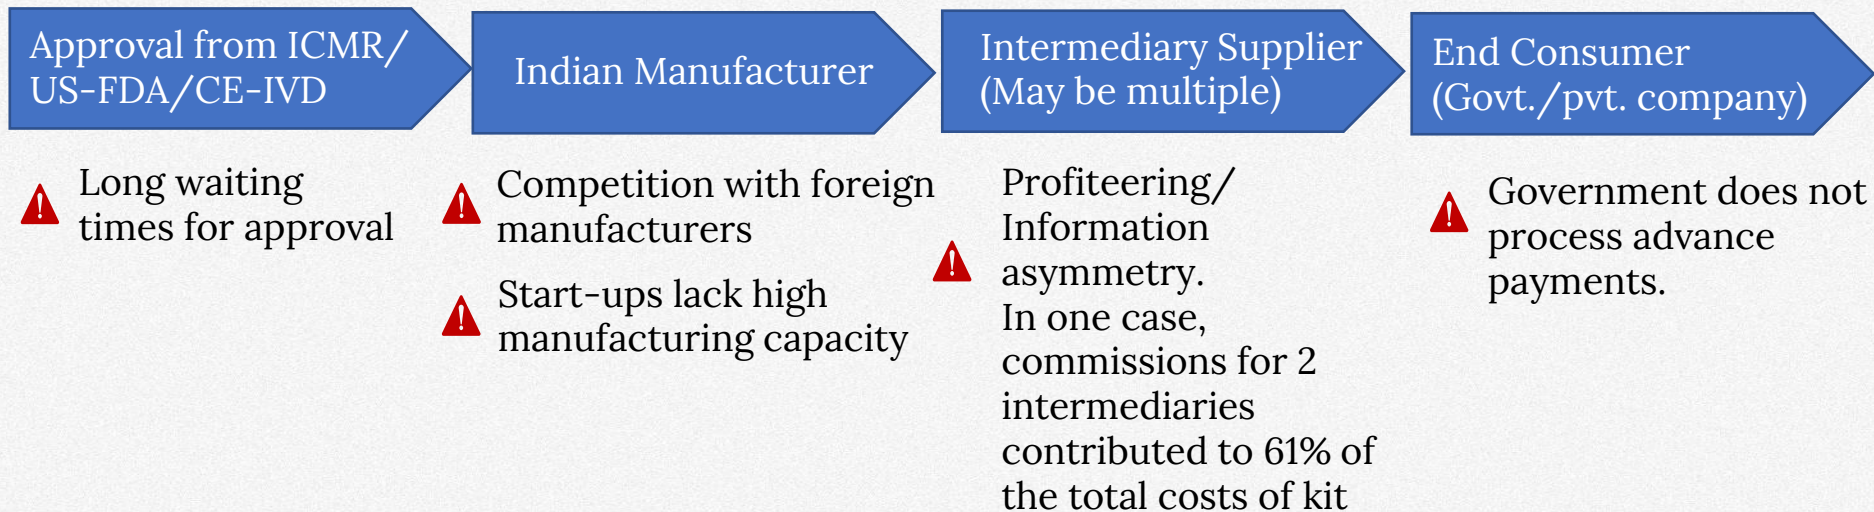 Approval from ICMR/
US-FDA/CE-IVD
Indian Manufacturer
Intermediary Supplier
(May be multiple)
End Consumer
(Govt./pvt. company)
Long waiting
times for approval
Competition with foreign
manufacturers
Start-ups lack high
manufacturing capacity
Profiteering/
Information
asymmetry.
In one case,
commissions for 2
intermediaries
contributed to 61% of
the total costs of kit
Government does not
process advance
payments.